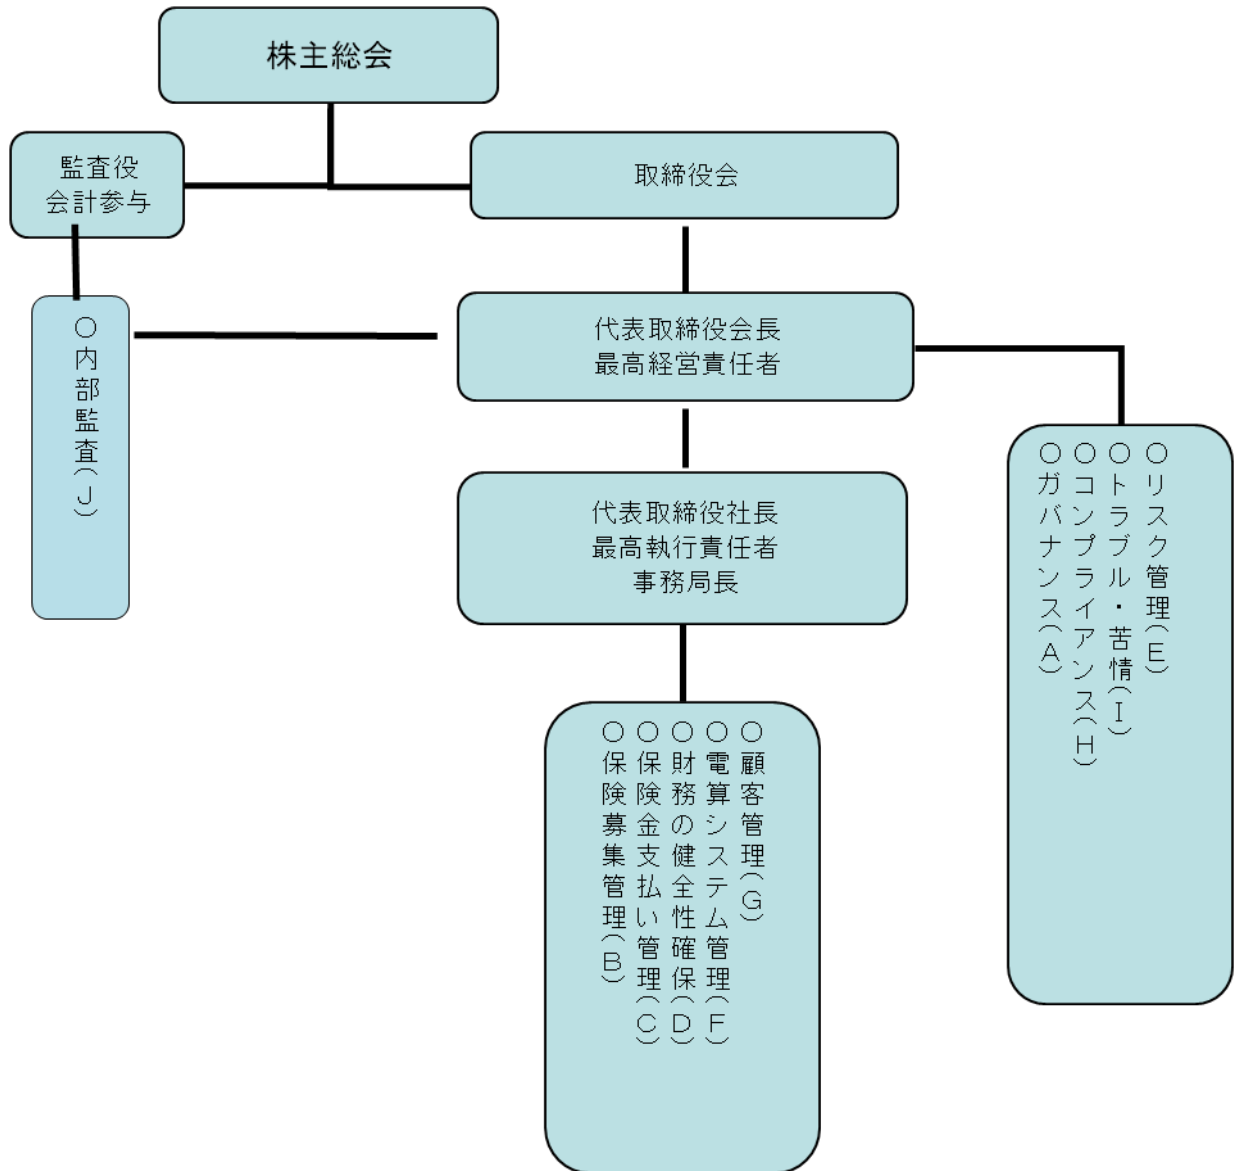 株主総会
監査役
会計参与
取締役会
代表取締役会長
最高経営責任者
○内部監査(J)
代表取締役社長
最高執行責任者
事務局長
○リスク管理(E)
○トラブル・苦情(I)
○コンプライアンス(H)
○ガバナンス(A)
○顧客管理(G)
○電算システム管理(F)
○財務の健全性確保(D)
○保険金支払い管理(C)
○保険募集管理(B)